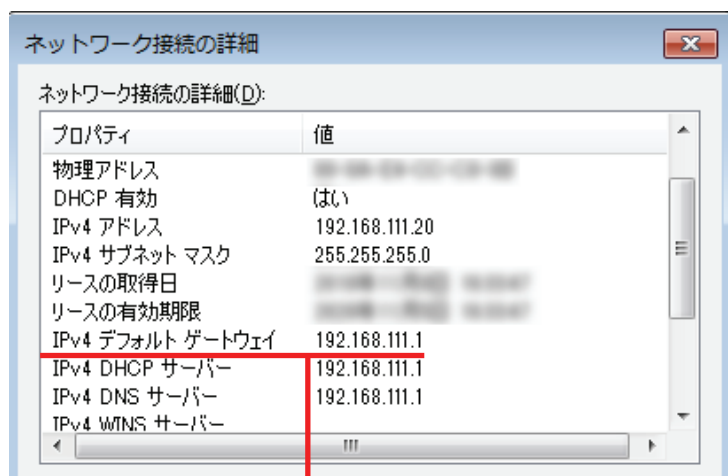 ネットワーク接続の詳細
ネットワーク接続の詳細(D):
プロパティ 値
物理アドレス
DHCP 有効 はい
IPv4 アドレス 192.168.111.20
IPv4 サブネット マスク 255.255.255.0
リースの取得日
リースの有効期限
IPv4 デフォルト ゲートウェイ 192.168.111.1
IPv4 DHCP サーバー 192.168.111.1
IPv4 DNS サーバー 192.168.111.1
IPv4 WINS サーバー